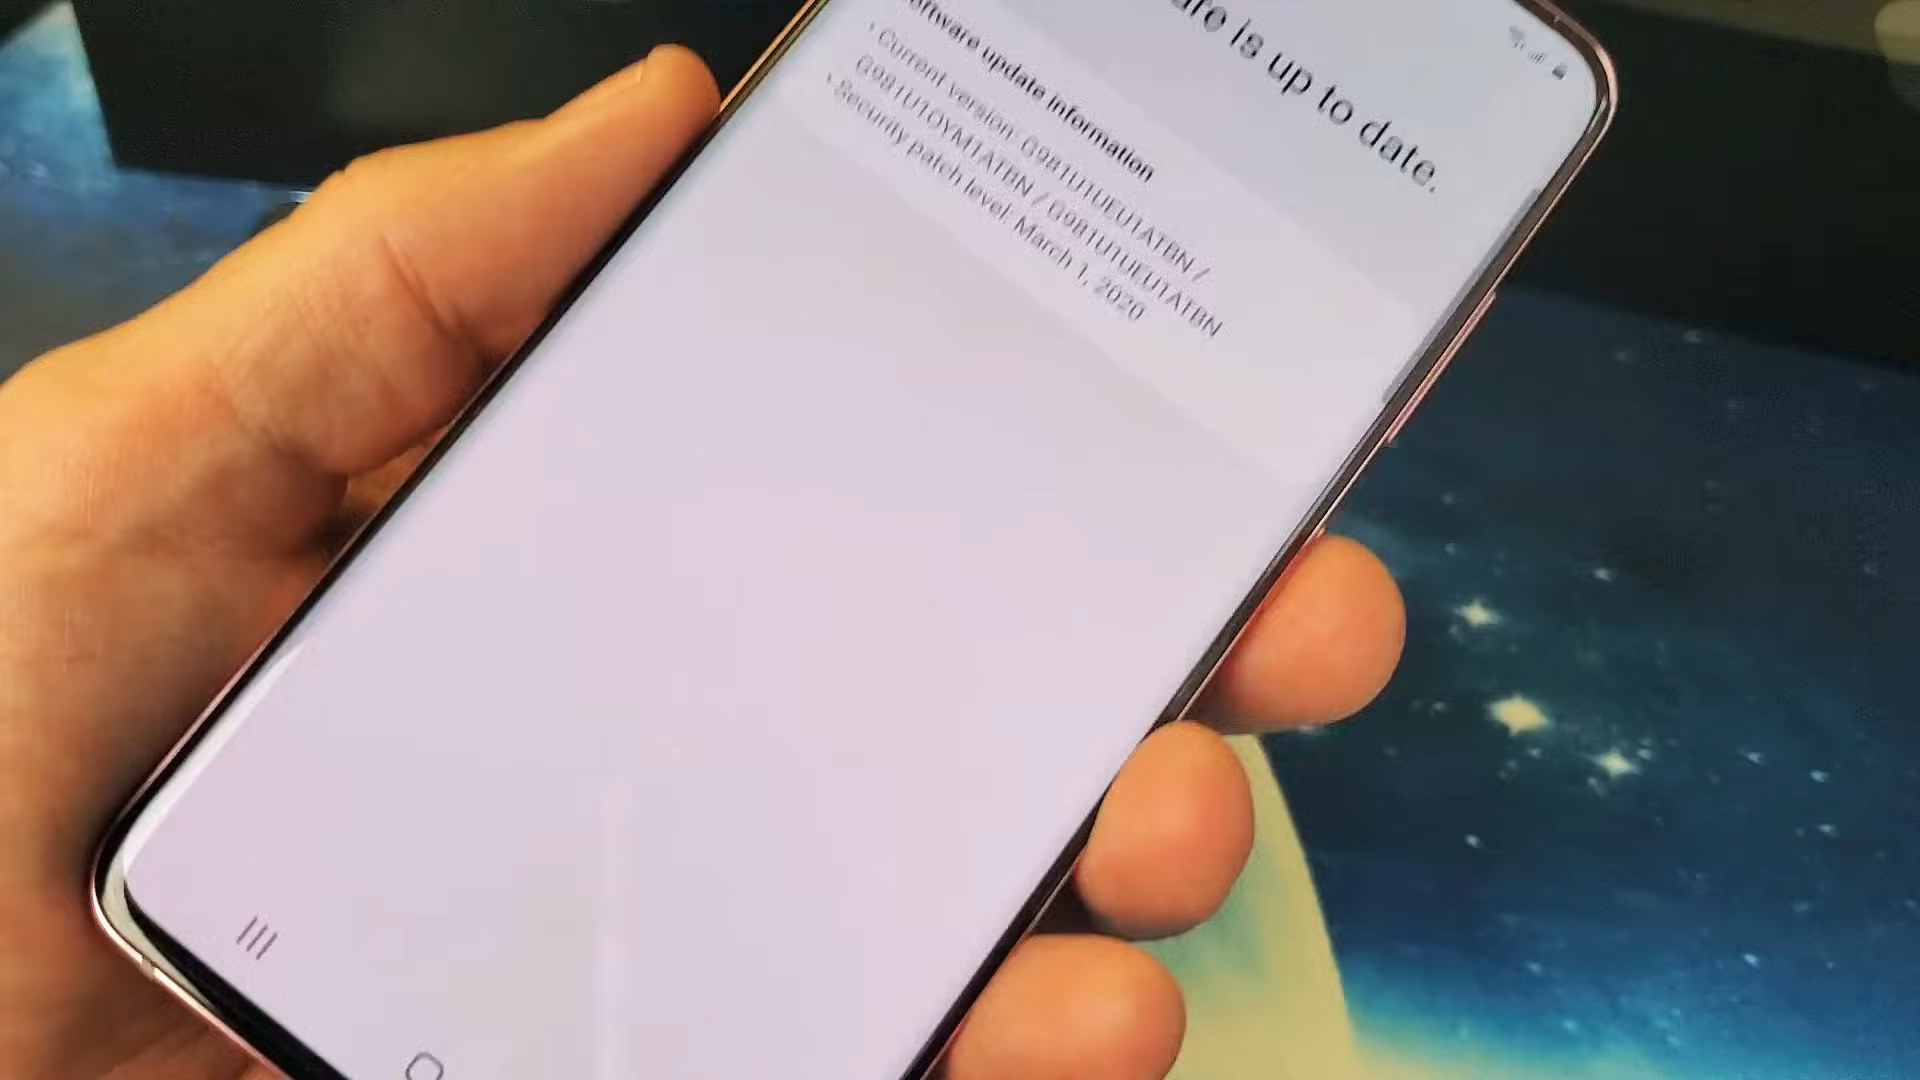 is up to date.
software update information
• Current version: G981U1UEU1ATBN /
G981U1OYM1ATBN / G981U1UEU1ATBN
• Security patch level: March 1, 2020